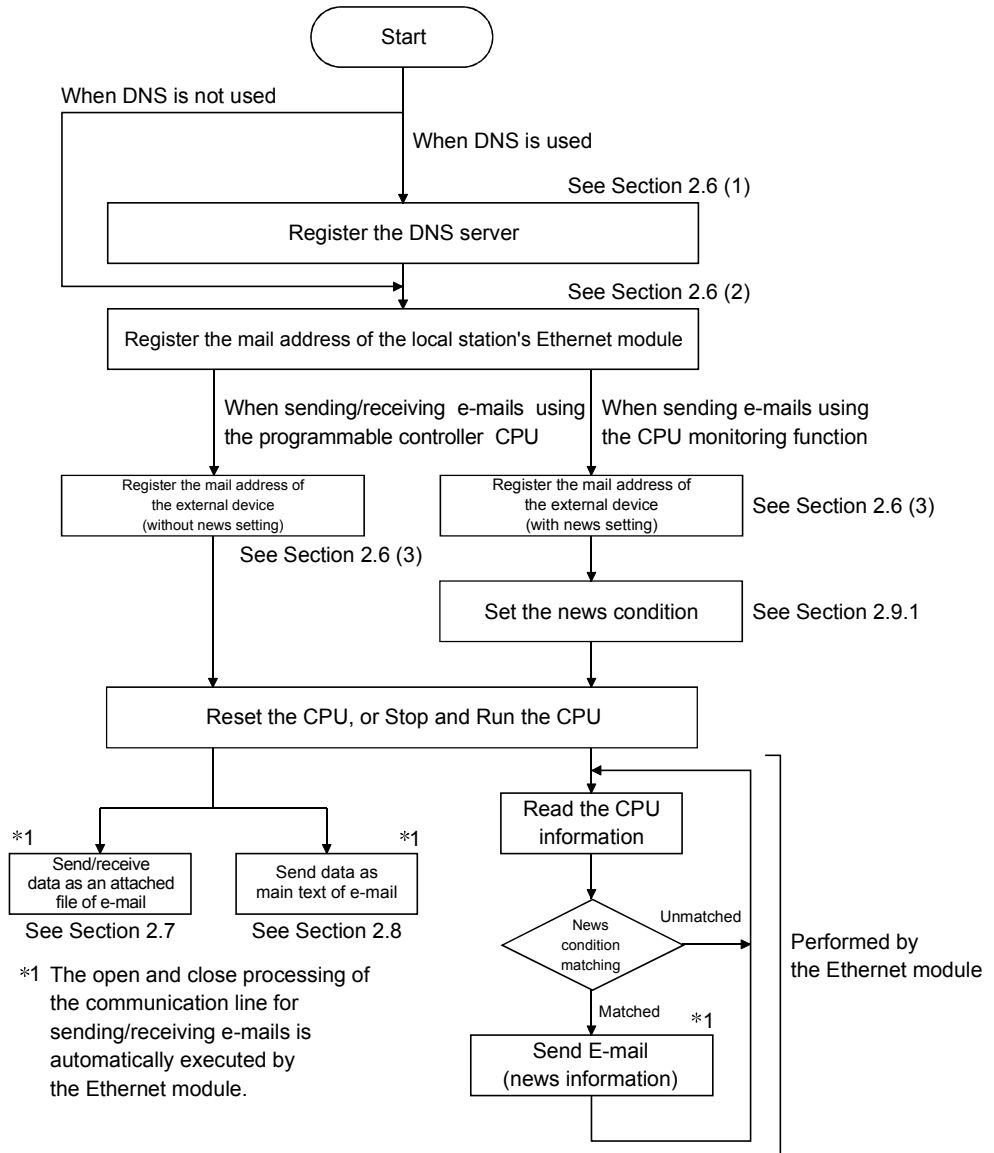 Start
When DNS is not used
When DNS is used
See Section 2.6 (1)
Register the DNS server
See Section 2.6 (2)
Register the mail address of the local station's Ethernet module
When sending/receiving e-mails using
the programmable controller CPU
When sending e-mails using
the CPU monitoring function
Register the mail address of
the external device
(without news setting)
See Section 2.6 (3)
Register the mail address of
the external device
(with news setting)
See Section 2.6 (3)
Set the news condition
See Section 2.9.1
Reset the CPU, or Stop and Run the CPU
*1
Send/receive
data as an attached
file of e-mail
See Section 2.7
*1
Send data as
main text of e-mail
See Section 2.8
Read the CPU
information
News
condition
matching
Unmatched
Matched
*1
Send E-mail
(news information)
Performed by
the Ethernet module
*1 The open and close processing of
the communication line for
sending/receiving e-mails is
automatically executed by
the Ethernet module.